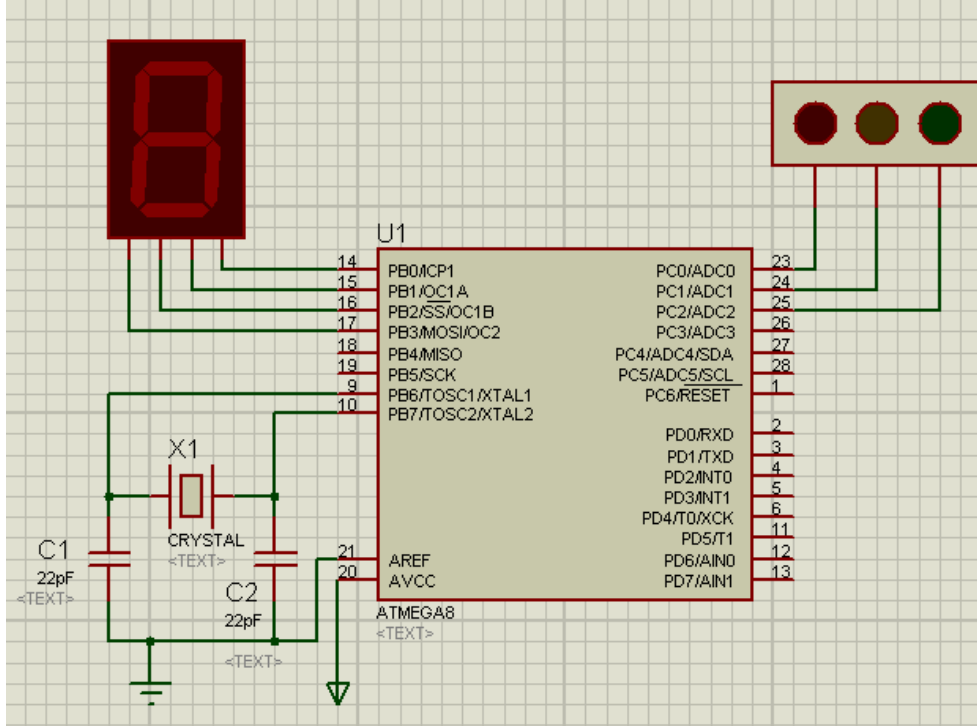 U1
14 PB0/ICP1 PC0/ADC0 23
15 PB1/OC1A PC1/ADC1 24
16 PB2/SS/OC1B PC2/ADC2 25
17 PB3/MOSI/OC2 PC3/ADC3 26
18 PB4/MISO PC4/ADC4/SDA 27
19 PB5/SCK PC5/ADC5/SCL 28
9 PB6/TOSC1/XTAL1 PC6/RESET 1
10 PB7/TOSC2/XTAL2
PD0/RXD 2
PD1/TXD 3
PD2/INT0 4
PD3/INT1 5
PD4/T0/XCK 6
PD5/T1 11
21 AREF PD6/AIN0 12
20 AVCC PD7/AIN1 13
ATMEGA8
<TEXT>
X1
CRYSTAL
<TEXT>
C1
22pF
<TEXT>
C2
22pF
<TEXT>